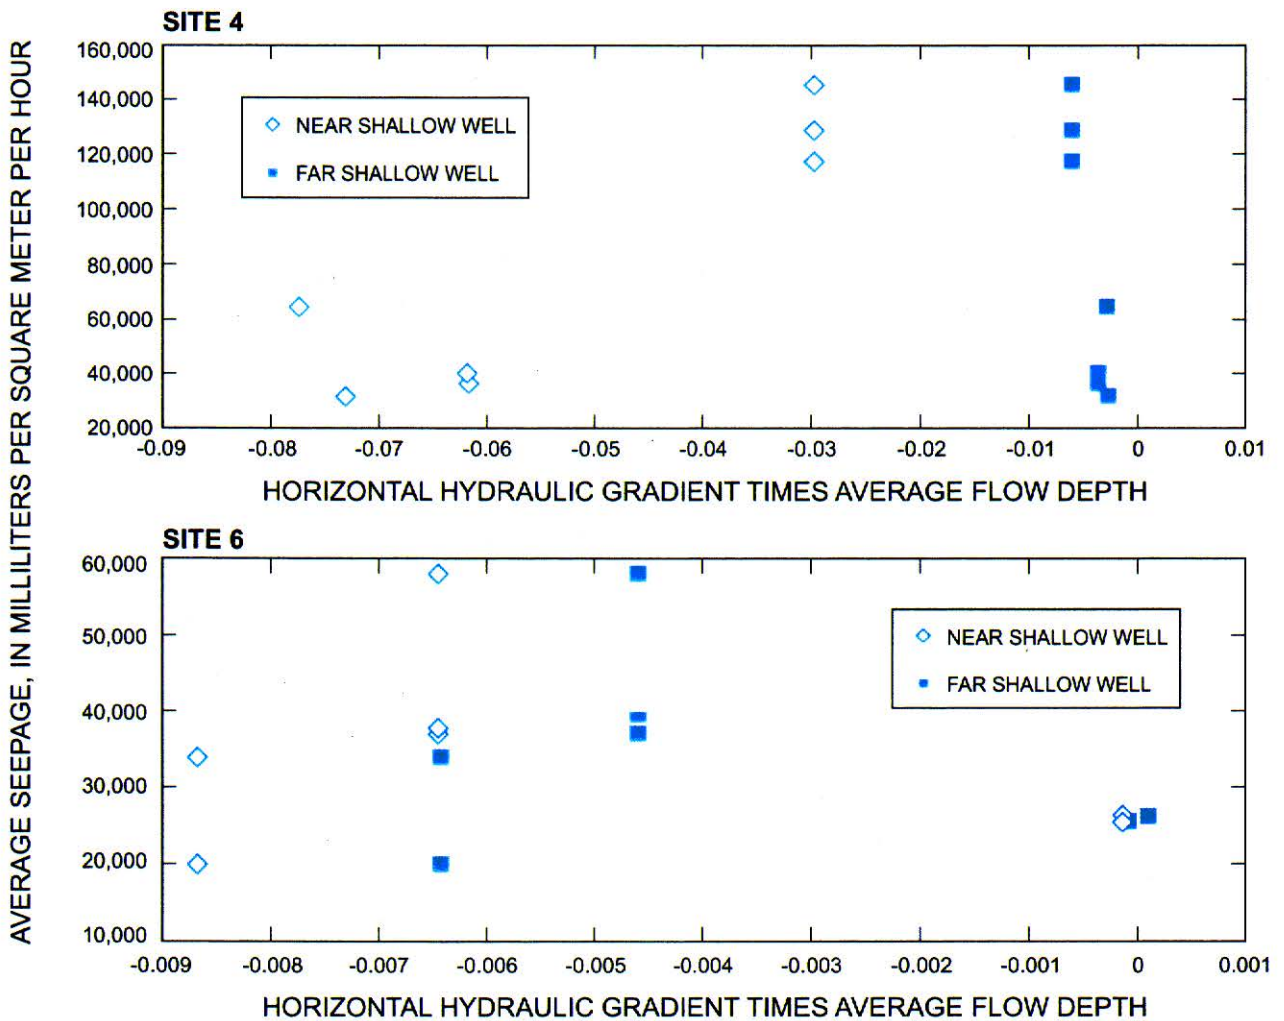 AVERAGE SEEPAGE, IN MILLILITERS PER SQUARE METER PER HOUR
SITE 4
160,000
140,000
120,000
100,000
80,000
60,000
40,000
20,000
NEAR SHALLOW WELL
FAR SHALLOW WELL
-0.09 -0.08 -0.07 -0.06 -0.05 -0.04 -0.03 -0.02 -0.01 0 0.01
HORIZONTAL HYDRAULIC GRADIENT TIMES AVERAGE FLOW DEPTH
SITE 6
60,000
50,000
40,000
30,000
20,000
10,000
NEAR SHALLOW WELL
FAR SHALLOW WELL
-0.009 -0.008 -0.007 -0.006 -0.005 -0.004 -0.003 -0.002 -0.001 0 0.001
HORIZONTAL HYDRAULIC GRADIENT TIMES AVERAGE FLOW DEPTH